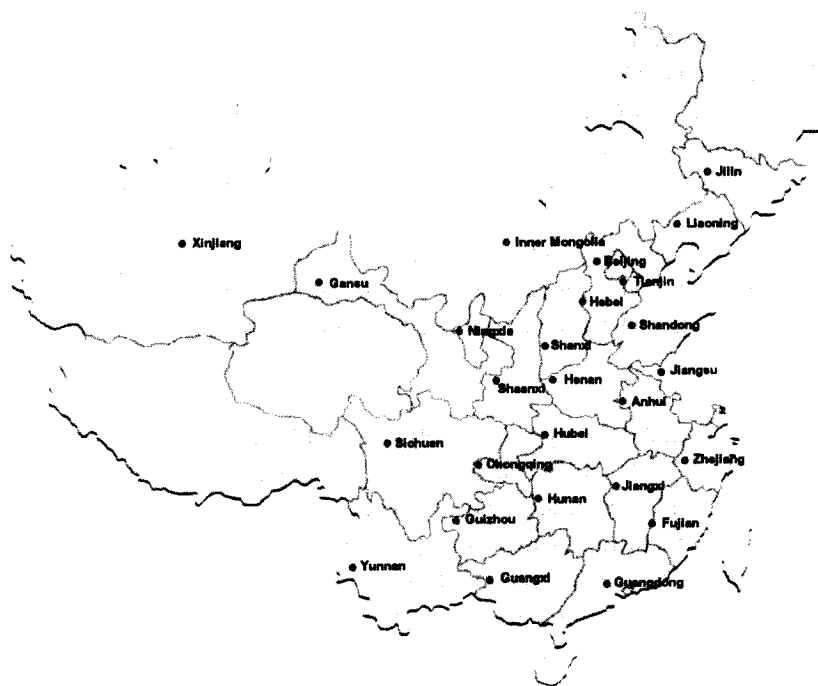 Jilin
Liaoning
Xinjiang
Inner Mongolia
Beijing
Gansu
Tianjin
Hebei
Shandong
Ningxia
Shanxi
Jiangsu
Shaanxi
Henan
Anhui
Hubei
Sichuan
Zhejiang
Chongqing
Jiangxi
Hunan
Guizhou
Fujian
Yunnan
Guangxi
Guangdong